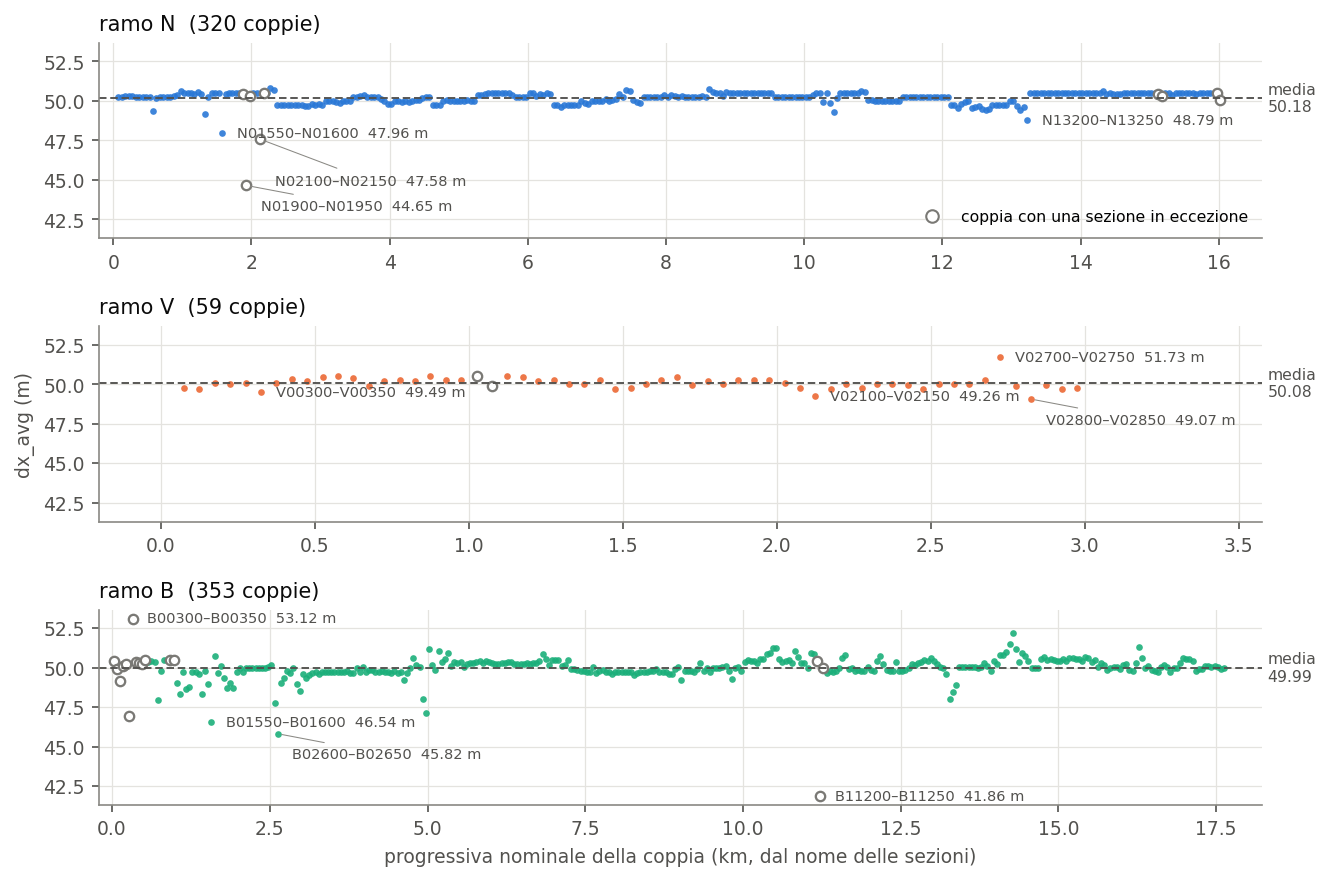 ramo N  (320 coppie)
52.5
50.0
47.5
45.0
42.5
media
50.18
N01550–N01600  47.96 m
N13200–N13250  48.79 m
N02100–N02150  47.58 m
N01900–N01950  44.65 m
coppia con una sezione in eccezione
0 2 4 6 8 10 12 14 16
ramo V  (59 coppie)
dx_avg (m)
52.5
50.0
47.5
45.0
42.5
V02700–V02750  51.73 m
media
50.08
V00300–V00350  49.49 m
V02100–V02150  49.26 m
V02800–V02850  49.07 m
0.0 0.5 1.0 1.5 2.0 2.5 3.0 3.5
ramo B  (353 coppie)
52.5
50.0
47.5
45.0
42.5
B00300–B00350  53.12 m
media
49.99
B01550–B01600  46.54 m
B02600–B02650  45.82 m
B11200–B11250  41.86 m
0.0 2.5 5.0 7.5 10.0 12.5 15.0 17.5
progressiva nominale della coppia (km, dal nome delle sezioni)